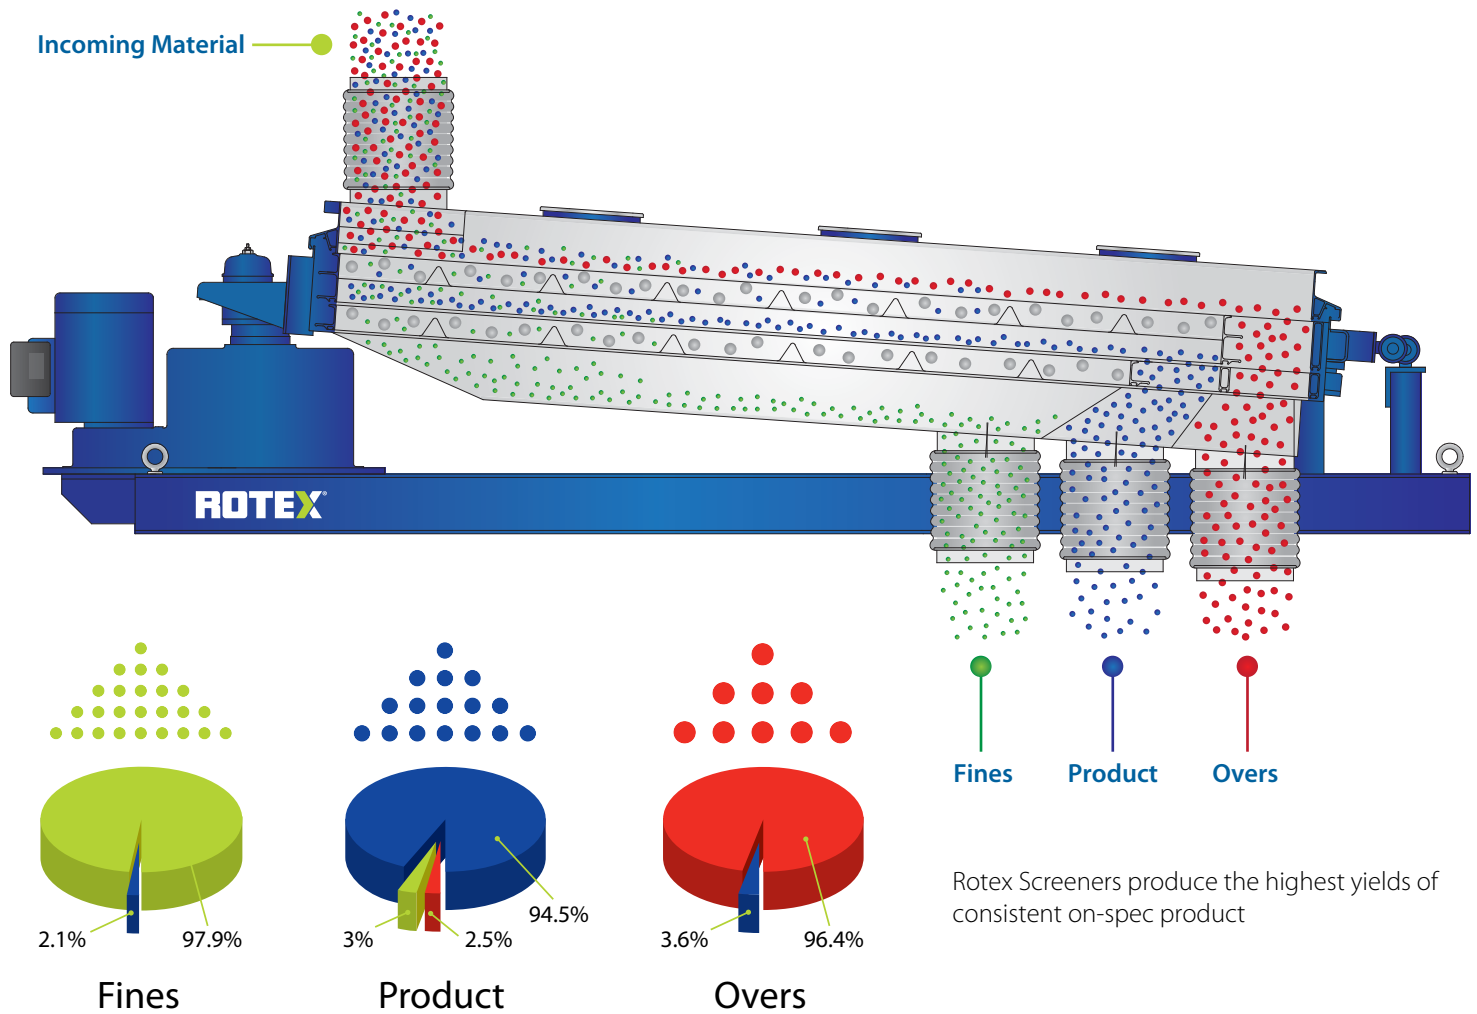 Incoming Material
ROTEX®
Fines
Product
Overs
2.1%
97.9%
3%
2.5%
94.5%
3.6%
96.4%
Fines
Product
Overs
Rotex Screeners produce the highest yields of
consistent on-spec product